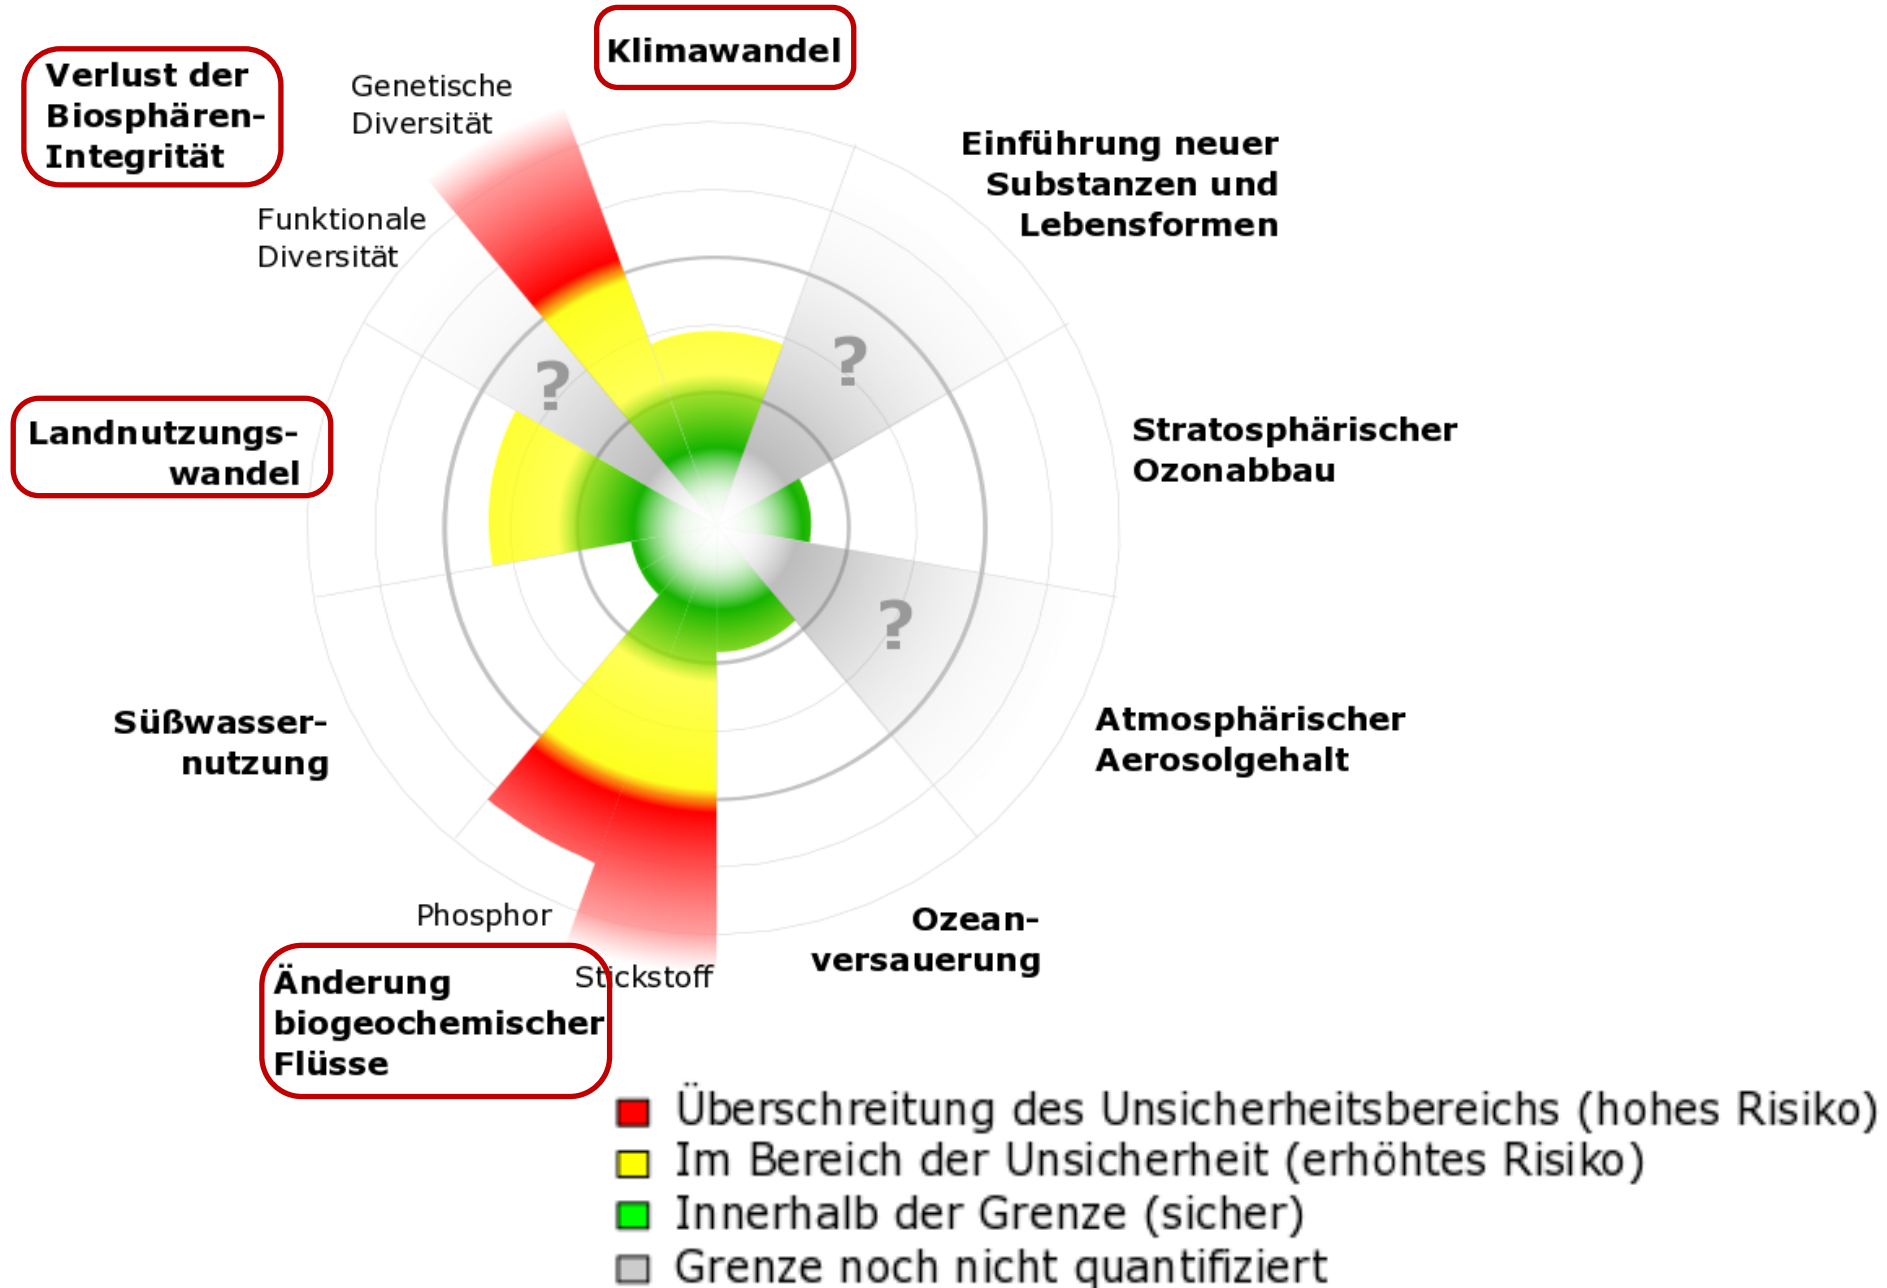 Klimawandel
Verlust der
Biosphären-
Integrität
Genetische
Diversität
Funktionale
Diversität
Einführung neuer
Substanzen und
Lebensformen
?
?
Landnutzungs-
wandel
Stratosphärischer
Ozonabbau
?
Süßwasser-
nutzung
Atmosphärischer
Aerosolgehalt
Phosphor
Stickstoff
Ozean-
versauerung
Änderung
biogeochemischer
Flüsse
Überschreitung des Unsicherheitsbereichs (hohes Risiko)
Im Bereich der Unsicherheit (erhöhtes Risiko)
Innerhalb der Grenze (sicher)
Grenze noch nicht quantifiziert